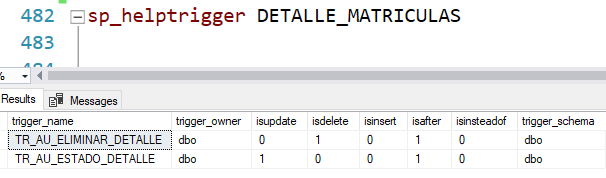 482 sp_helptrigger DETALLE_MATRICULAS
483
484
%
Results Messages
trigger_name trigger_owner isupdate isdelete isinsert isafter isinsteadof trigger_schema
TR_AU_ELIMINAR_DETALLE dbo 0 1 0 1 0 dbo
TR_AU_ESTADO_DETALLE dbo 1 0 0 1 0 dbo